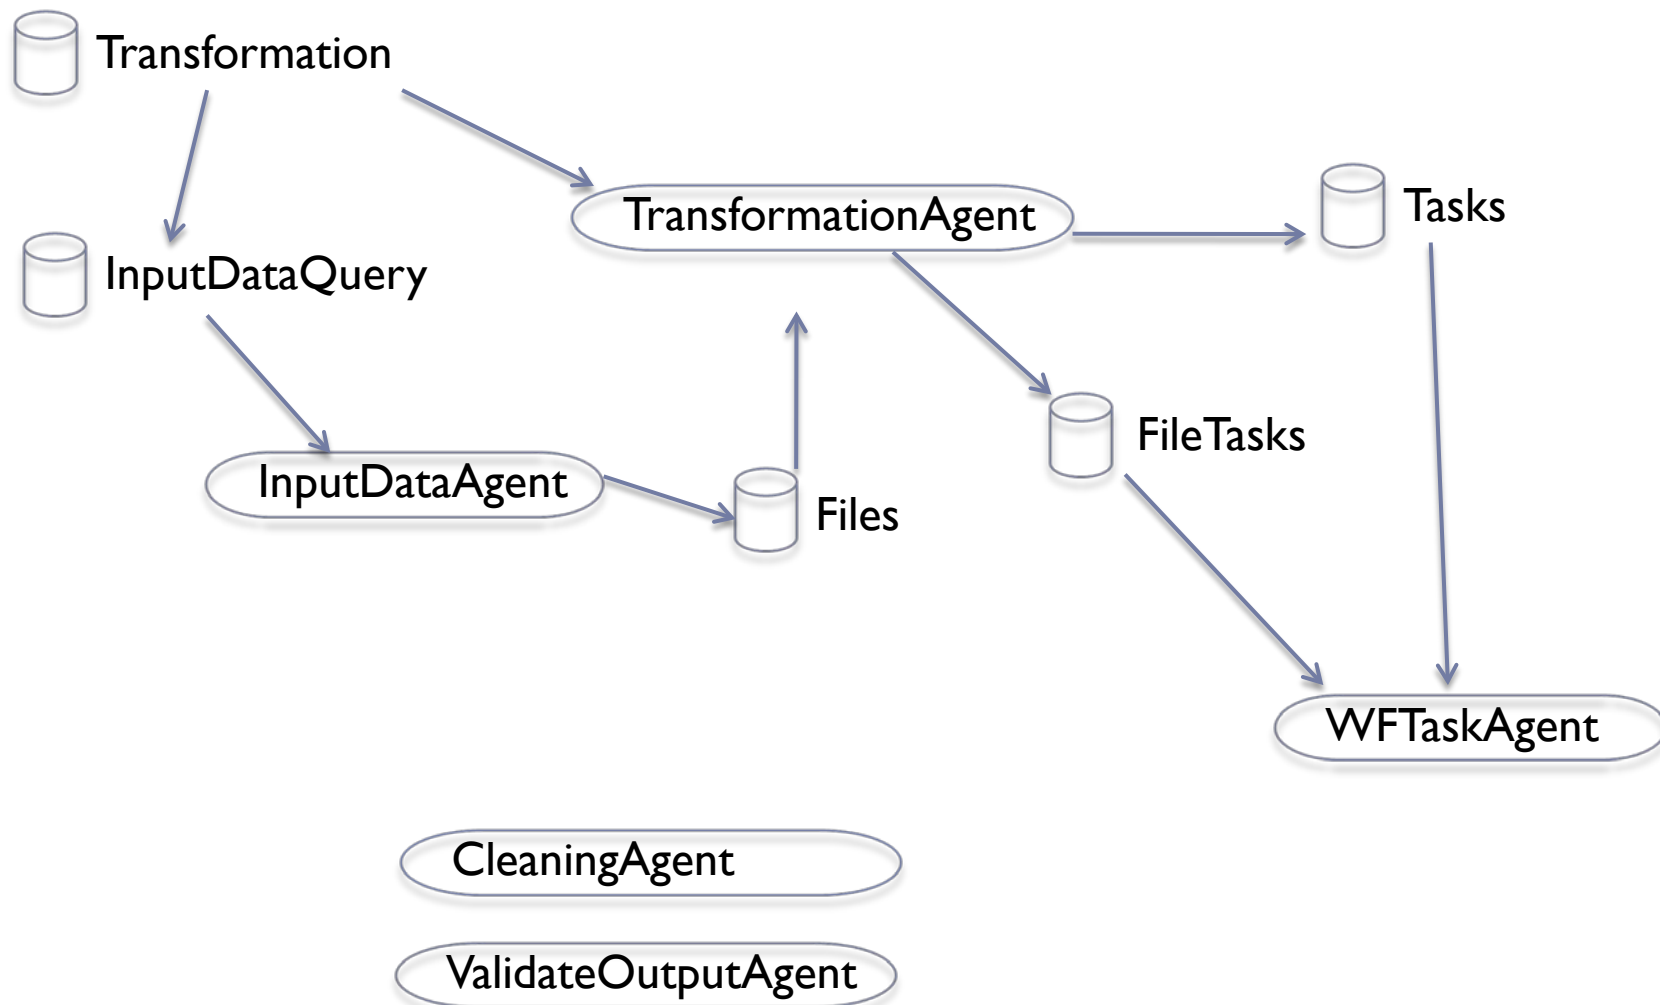 Transformation
TransformationAgent
Tasks
InputDataQuery
FileTasks
InputDataAgent
Files
WFTaskAgent
CleaningAgent
ValidateOutputAgent